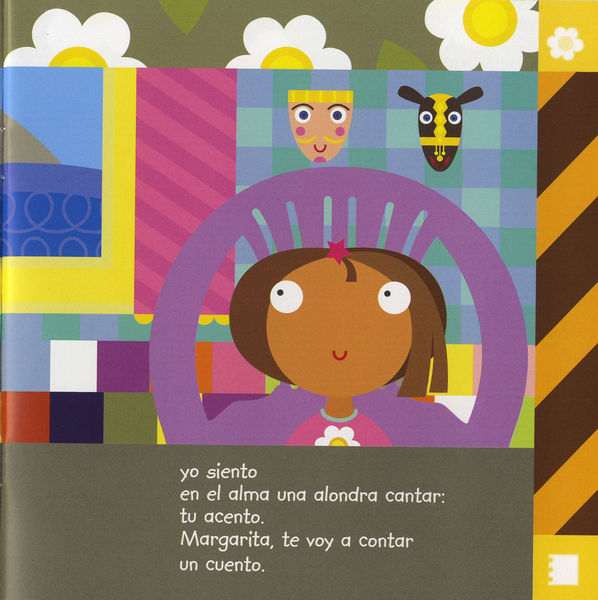 yo siento
en el alma una alondra cantar:
tu acento.
Margarita, te voy a contar
un cuento.